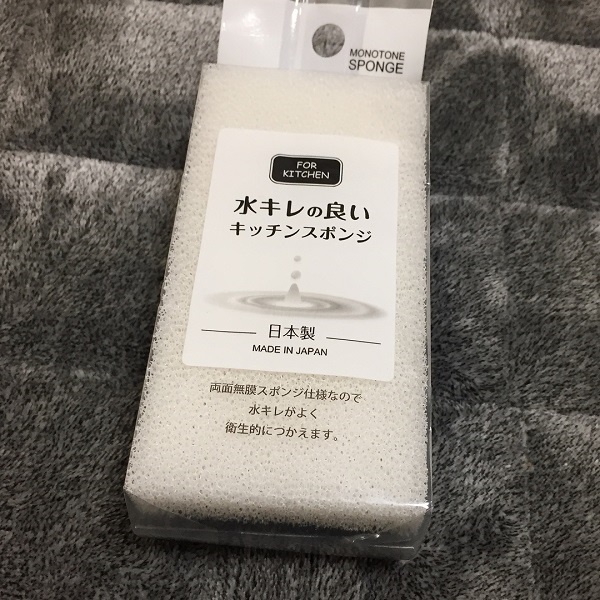 MONOTONE
SPONGE
FOR
KITCHEN
水キレの良い
キッチンスポンジ
日本製
MADE IN JAPAN
両面無膜スポンジ仕様なので
水キレがよく
衛生的につかえます。